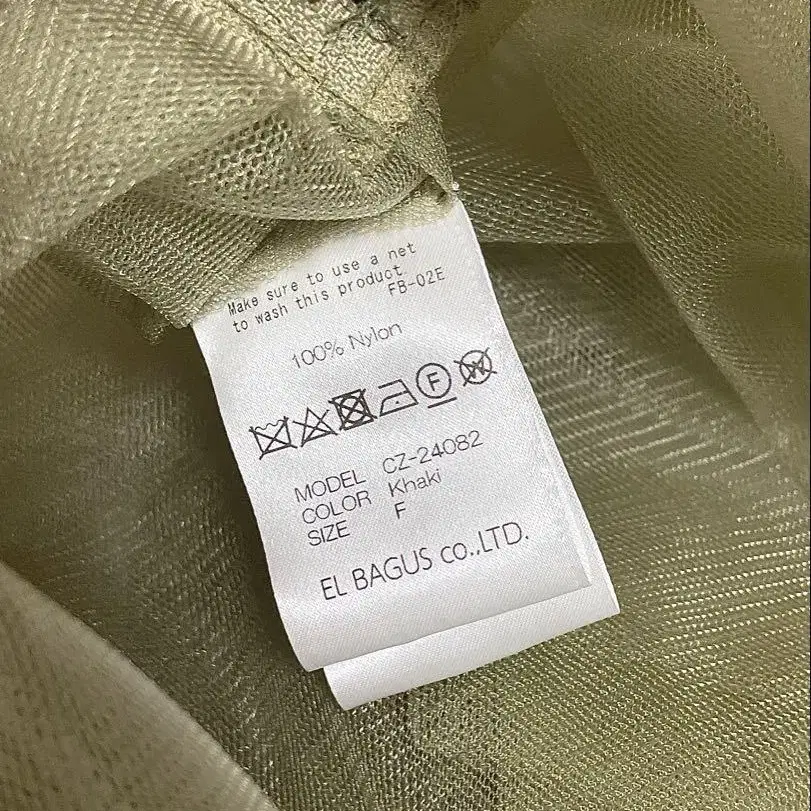 Make sure to use a net
to wash this product
FB-02E
100% Nylon
F W
MODEL CZ-24082
COLOR Khaki
SIZE F
EL BAGUS CO.,LTD.